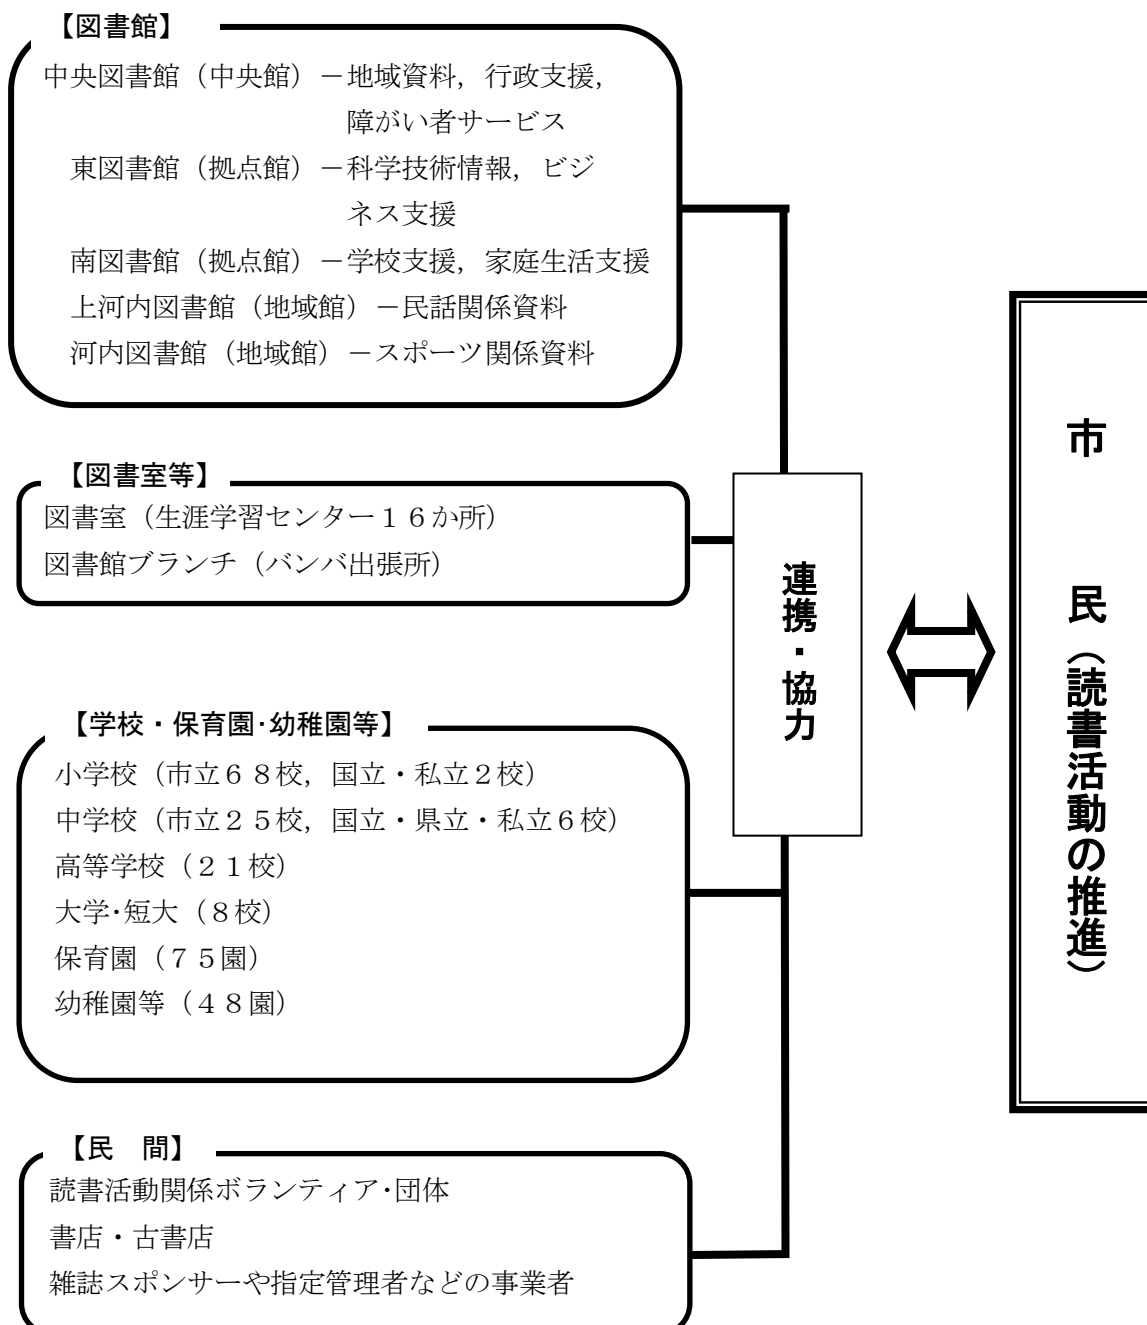 【図書館】
中央図書館（中央館）－地域資料，行政支援，
障がい者サービス
東図書館（拠点館）－科学技術情報，ビジ
ネス支援
南図書館（拠点館）－学校支援，家庭生活支援
上河内図書館（地域館）－民話関係資料
河内図書館（地域館）－スポーツ関係資料
【図書室等】
図書室（生涯学習センター１６か所）
図書館ブランチ（バンバ出張所）
【学校・保育園･幼稚園等】
小学校（市立６８校，国立・私立２校）
中学校（市立２５校，国立・県立・私立６校）
高等学校（２１校）
大学･短大（８校）
保育園（７５園）
幼稚園等（４８園）
【民　間】
読書活動関係ボランティア･団体
書店・古書店
雑誌スポンサーや指定管理者などの事業者
連携・協力
市　民（読書活動の推進）